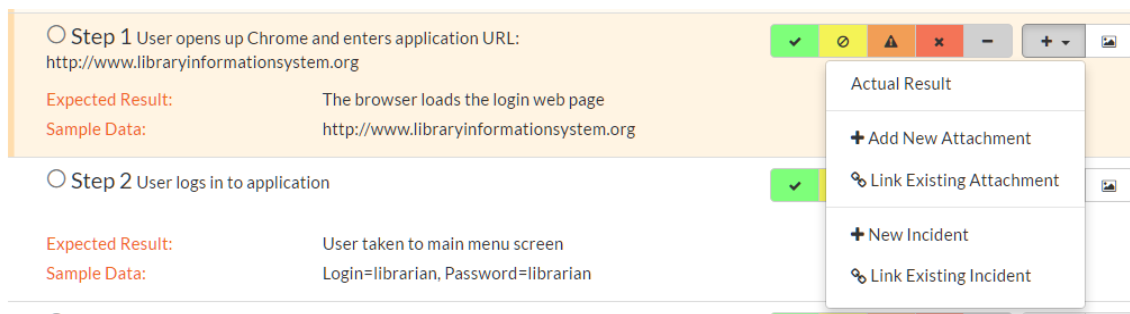 Step 1 User opens up Chrome and enters application URL:
http://www.libraryinformationsystem.org
Expected Result: The browser loads the login web page
Sample Data: http://www.libraryinformationsystem.org
Actual Result
Add New Attachment
Link Existing Attachment
New Incident
Link Existing Incident
Step 2 User logs in to application
Expected Result: User taken to main menu screen
Sample Data: Login=librarian, Password=librarian